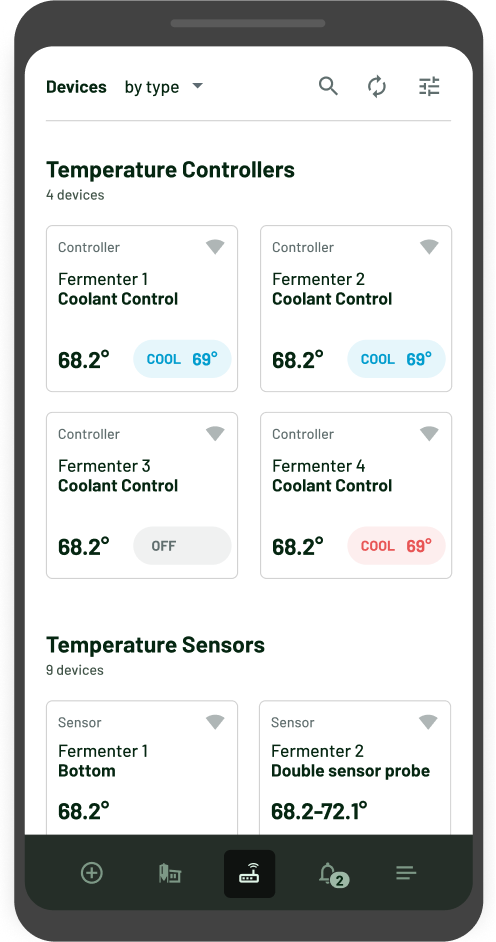 Devices by type
Temperature Controllers
4 devices
Controller
Fermenter 1
Coolant Control
68.2° COOL 69°
Controller
Fermenter 2
Coolant Control
68.2° COOL 69°
Controller
Fermenter 3
Coolant Control
68.2° OFF
Controller
Fermenter 4
Coolant Control
68.2° COOL 69°
Temperature Sensors
9 devices
Sensor
Fermenter 1
Bottom
68.2°
Sensor
Fermenter 2
Double sensor probe
68.2-72.1°
2